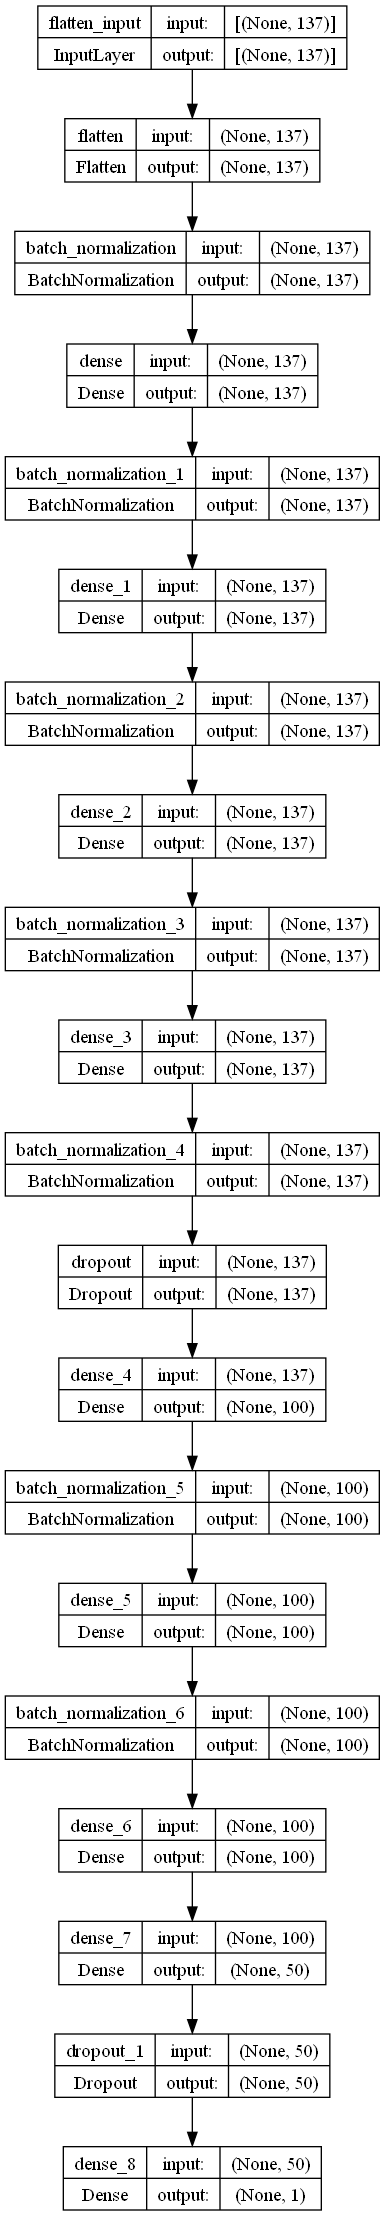 flatten_input input: [(None, 137)]
InputLayer output: [(None, 137)]
flatten input: (None, 137)
Flatten output: (None, 137)
batch_normalization input: (None, 137)
BatchNormalization output: (None, 137)
dense input: (None, 137)
Dense output: (None, 137)
batch_normalization_1 input: (None, 137)
BatchNormalization output: (None, 137)
dense_1 input: (None, 137)
Dense output: (None, 137)
batch_normalization_2 input: (None, 137)
BatchNormalization output: (None, 137)
dense_2 input: (None, 137)
Dense output: (None, 137)
batch_normalization_3 input: (None, 137)
BatchNormalization output: (None, 137)
dense_3 input: (None, 137)
Dense output: (None, 137)
batch_normalization_4 input: (None, 137)
BatchNormalization output: (None, 137)
dropout input: (None, 137)
Dropout output: (None, 137)
dense_4 input: (None, 137)
Dense output: (None, 100)
batch_normalization_5 input: (None, 100)
BatchNormalization output: (None, 100)
dense_5 input: (None, 100)
Dense output: (None, 100)
batch_normalization_6 input: (None, 100)
BatchNormalization output: (None, 100)
dense_6 input: (None, 100)
Dense output: (None, 100)
dense_7 input: (None, 100)
Dense output: (None, 50)
dropout_1 input: (None, 50)
Dropout output: (None, 50)
dense_8 input: (None, 50)
Dense output: (None, 1)